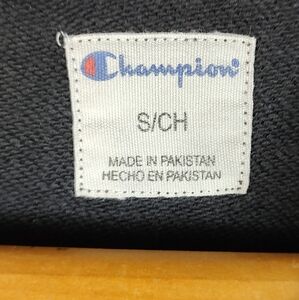 Champion
S/CH
MADE IN PAKISTAN
HECHO EN PAKISTAN